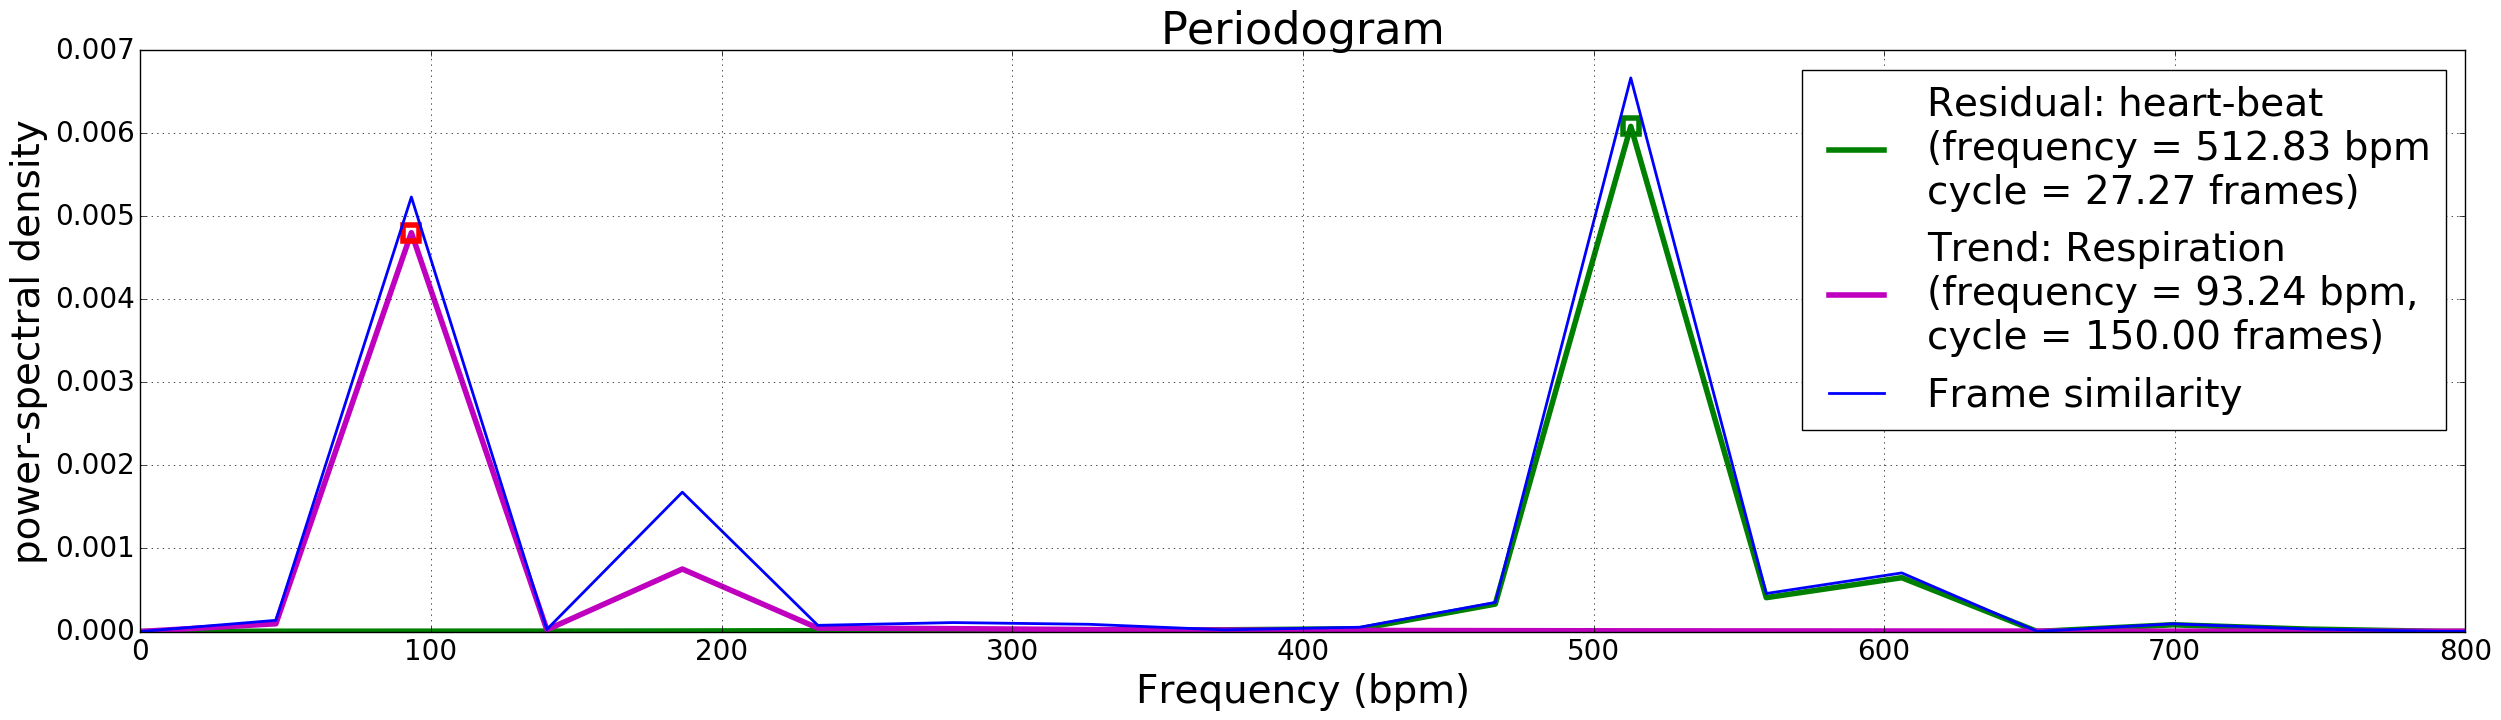 Periodogram
0.007
0.006
0.005
0.004
0.003
0.002
0.001
0.000
power-spectral density
Residual: heart-beat
(frequency = 512.83 bpm
cycle = 27.27 frames)
Trend: Respiration
(frequency = 93.24 bpm,
cycle = 150.00 frames)
Frame similarity
0 100 200 300 400 500 600 700 800
Frequency (bpm)